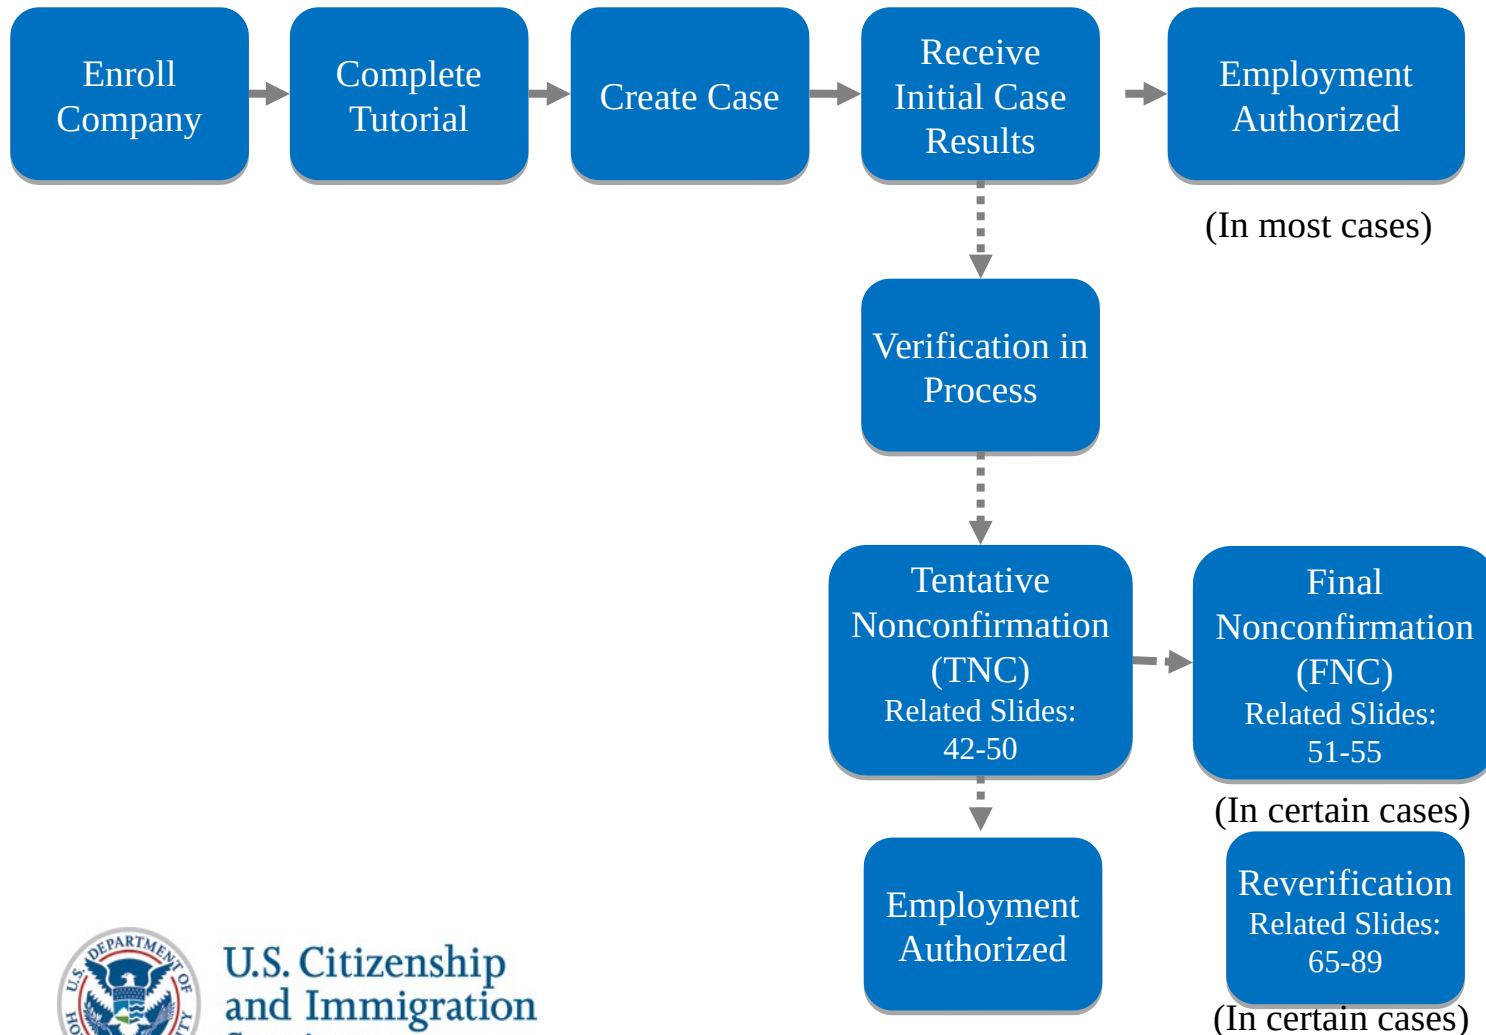 Enroll
Company
Complete
Tutorial
Create Case
Receive
Initial Case
Results
Employment
Authorized
(In most cases)
Verification in
Process
Tentative
Nonconfirmation
(TNC)
Related Slides:
42-50
Final
Nonconfirmation
(FNC)
Related Slides:
51-55
(In certain cases)
Employment
Authorized
Reverification
Related Slides:
65-89
(In certain cases)
U.S. DEPARTMENT OF
U.S. Citizenship
and Immigration